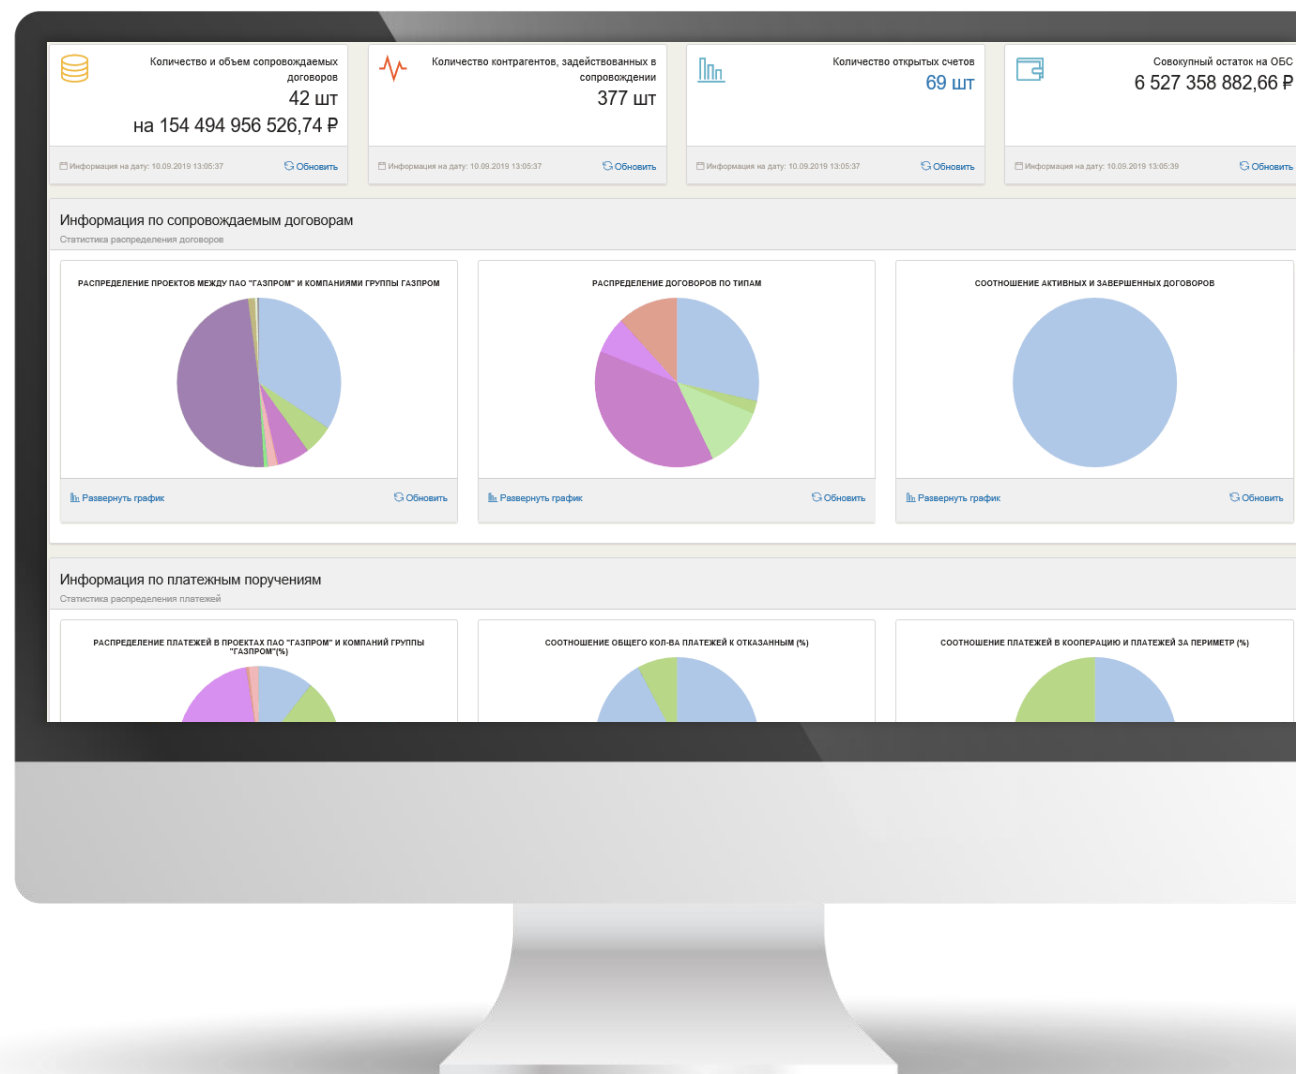 Количество и объем сопровождаемых
договоров
42 шт
на 154 494 956 526,74 ₽
Информация на дату: 10.09.2019 13:05:37
Обновить
Количество контрагентов, задействованных в
сопровождении
377 шт
Информация на дату: 10.09.2019 13:05:37
Обновить
Количество открытых счетов
69 шт
Информация на дату: 10.09.2019 13:05:37
Обновить
Совокупный остаток на ОБС
6 527 358 882,66 ₽
Информация на дату: 10.09.2019 13:05:39
Обновить
Информация по сопровождаемым договорам
Статистика распределения договоров
РАСПРЕДЕЛЕНИЕ ПРОЕКТОВ МЕЖДУ ПАО "ГАЗПРОМ" И КОМПАНИЯМИ ГРУППЫ ГАЗПРОМ
Развернуть график
Обновить
РАСПРЕДЕЛЕНИЕ ДОГОВОРОВ ПО ТИПАМ
Развернуть график
Обновить
СООТНОШЕНИЕ АКТИВНЫХ И ЗАВЕРШЕННЫХ ДОГОВОРОВ
Развернуть график
Обновить
Информация по платежным поручениям
Статистика распределения платежей
РАСПРЕДЕЛЕНИЕ ПЛАТЕЖЕЙ В ПРОЕКТАХ ПАО "ГАЗПРОМ" И КОМПАНИЙ ГРУППЫ
"ГАЗПРОМ"(%)
СООТНОШЕНИЕ ОБЩЕГО КОЛ-ВА ПЛАТЕЖЕЙ К ОТКАЗАННЫМ (%)
СООТНОШЕНИЕ ПЛАТЕЖЕЙ В КООПЕРАЦИЮ И ПЛАТЕЖЕЙ ЗА ПЕРИМЕТР (%)